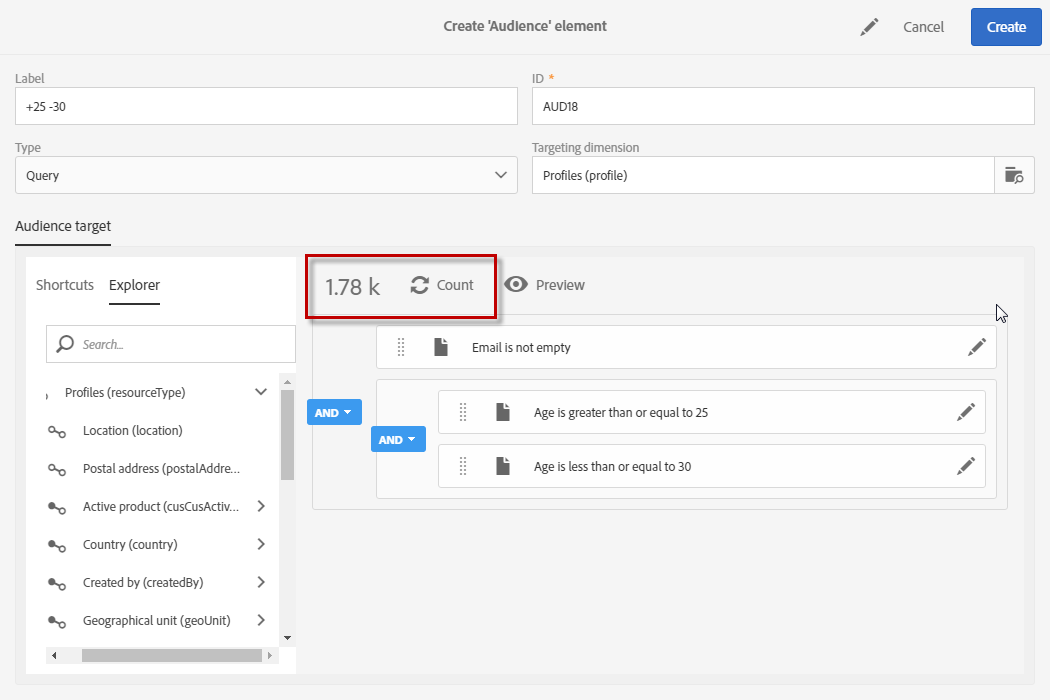 Create 'Audience' element
Cancel
Create
Label
ID *
+25 -30
AUD18
Type
Targeting dimension
Query
Profiles (profile)
Audience target
Shortcuts
Explorer
1.78 k
Count
Preview
Search...
Profiles (resourceType)
Location (location)
Postal address (postalAddre...
Active product (cusCusActiv...
Country (country)
Created by (createdBy)
Geographical unit (geoUnit)
Email is not empty
AND
Age is greater than or equal to 25
AND
Age is less than or equal to 30